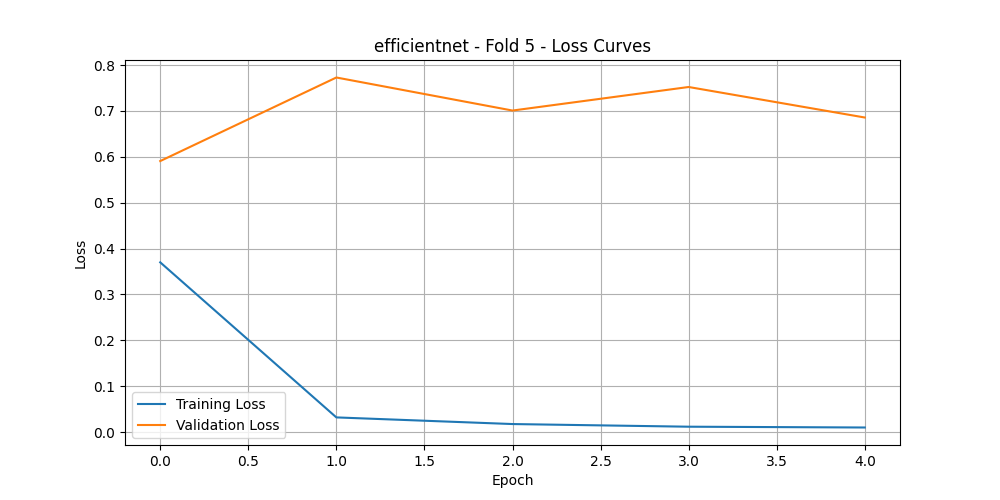 efficientnet - Fold 5 - Loss Curves
Loss
0.8
0.7
0.6
0.5
0.4
0.3
0.2
0.1
0.0
Training Loss
Validation Loss
0.0 0.5 1.0 1.5 2.0 2.5 3.0 3.5 4.0
Epoch